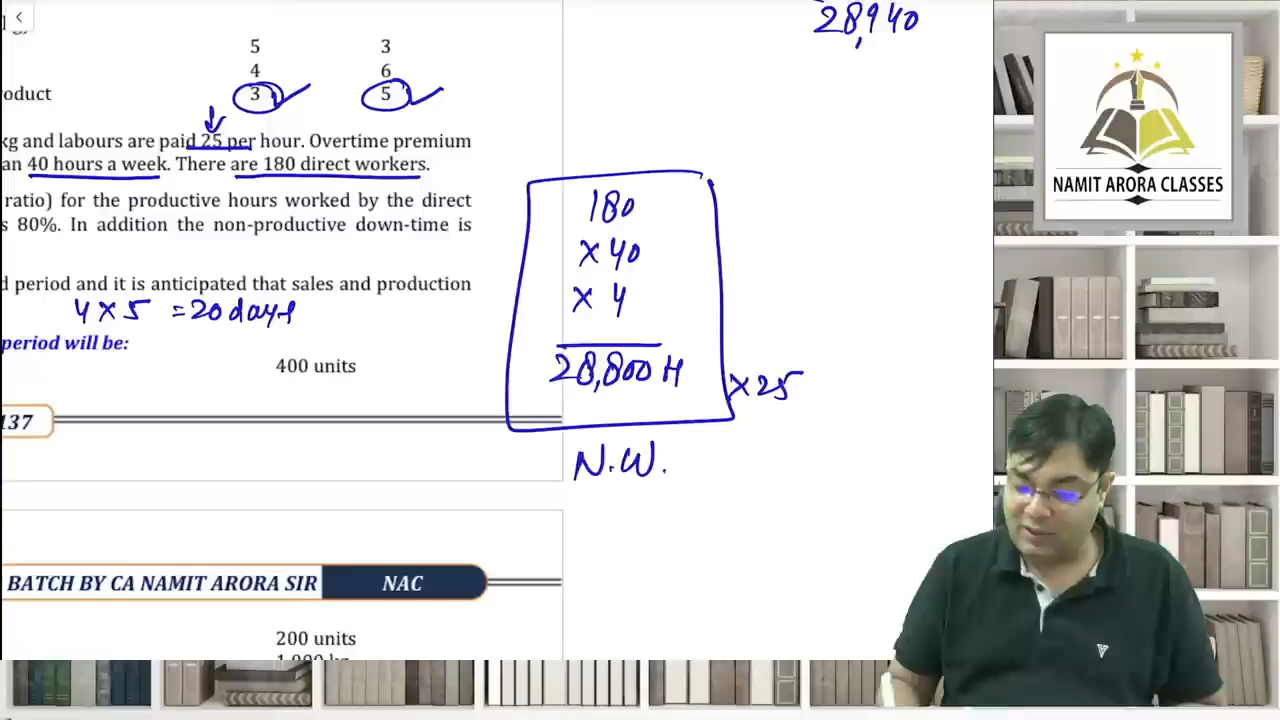 28,940
5 3
4 6
oduct 3 5
kg and labours are paid 25 per hour. Overtime premium
an 40 hours a week. There are 180 direct workers.
ratio) for the productive hours worked by the direct
s 80%. In addition the non-productive down-time is
d period and it is anticipated that sales and production
4 x 5 = 20 days
period will be:
400 units
137
180
x 40
x 4
28,800 H
x 25
N.W.
BATCH BY CA NAMIT ARORA SIR NAC
200 units
NAMIT ARORA CLASSES